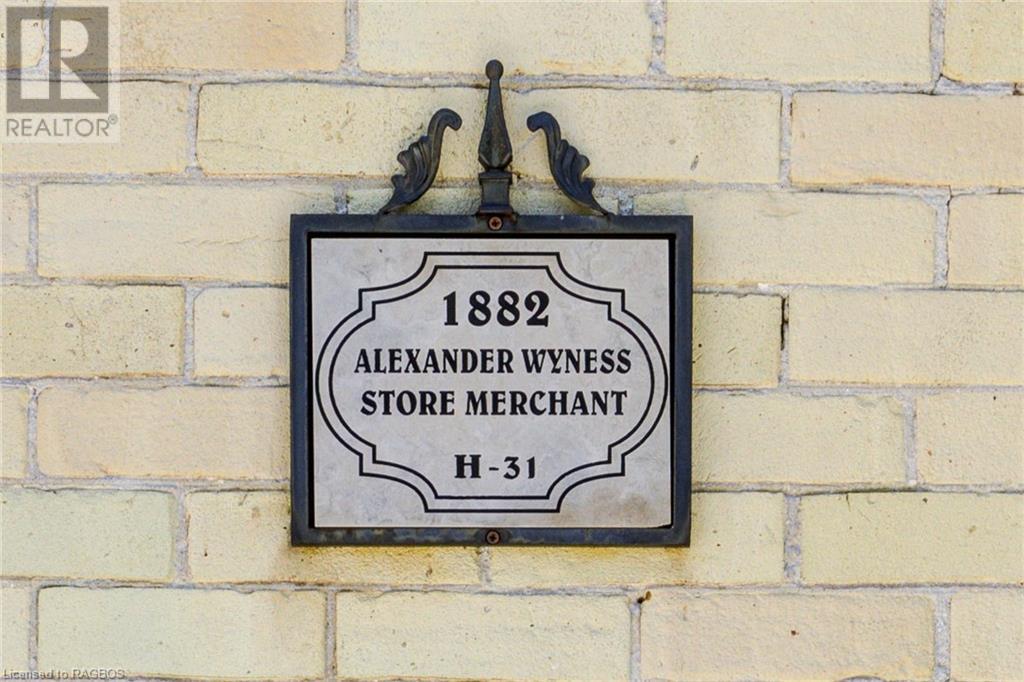 R
REALTOR®
1882
ALEXANDER WYNESS
STORE MERCHANT
H-31
Licensed to RAGBOS